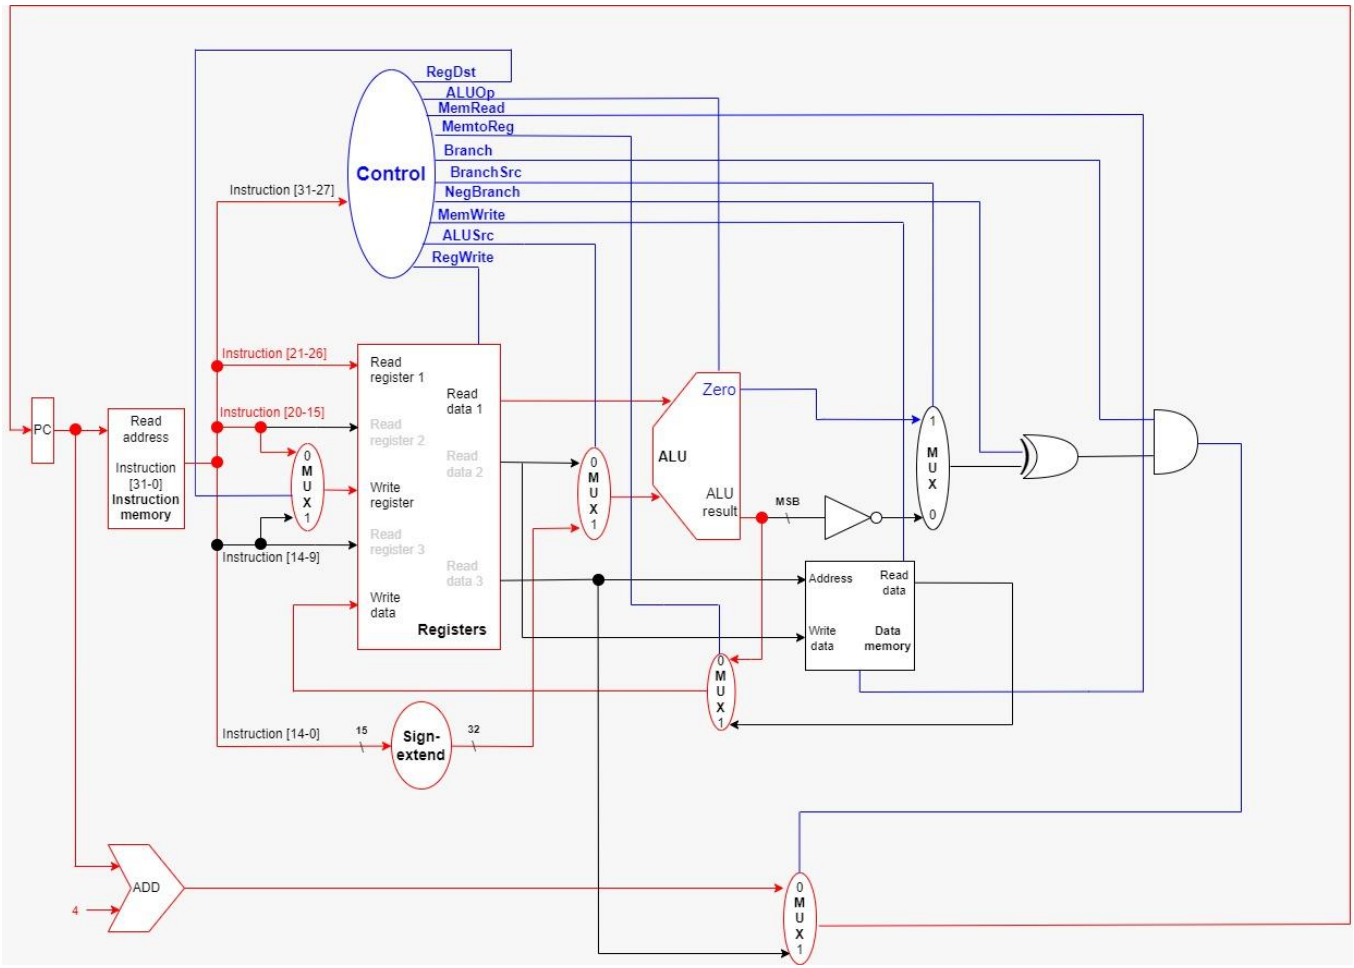 RegDst
ALUOp
MemRead
MemtoReg
Branch
BranchSrc
NegBranch
MemWrite
ALUSrc
RegWrite
Control
Instruction [31-27]
Instruction [21-26]
Instruction [20-15]
Instruction [14-9]
Instruction [14-0]
PC
Read
address
Instruction
[31-0]
Instruction
memory
0
M
U
X
1
Read
register 1
Read
register 2
Write
register
Read
register 3
Write
data
Read
data 1
Read
data 2
Read
data 3
Registers
0
M
U
X
1
Zero
ALU
ALU
result
MSB
1
M
U
X
0
Address
Read
data
Write
data
Data
memory
0
M
U
X
1
15
Sign-
extend
32
ADD
4
0
M
U
X
1